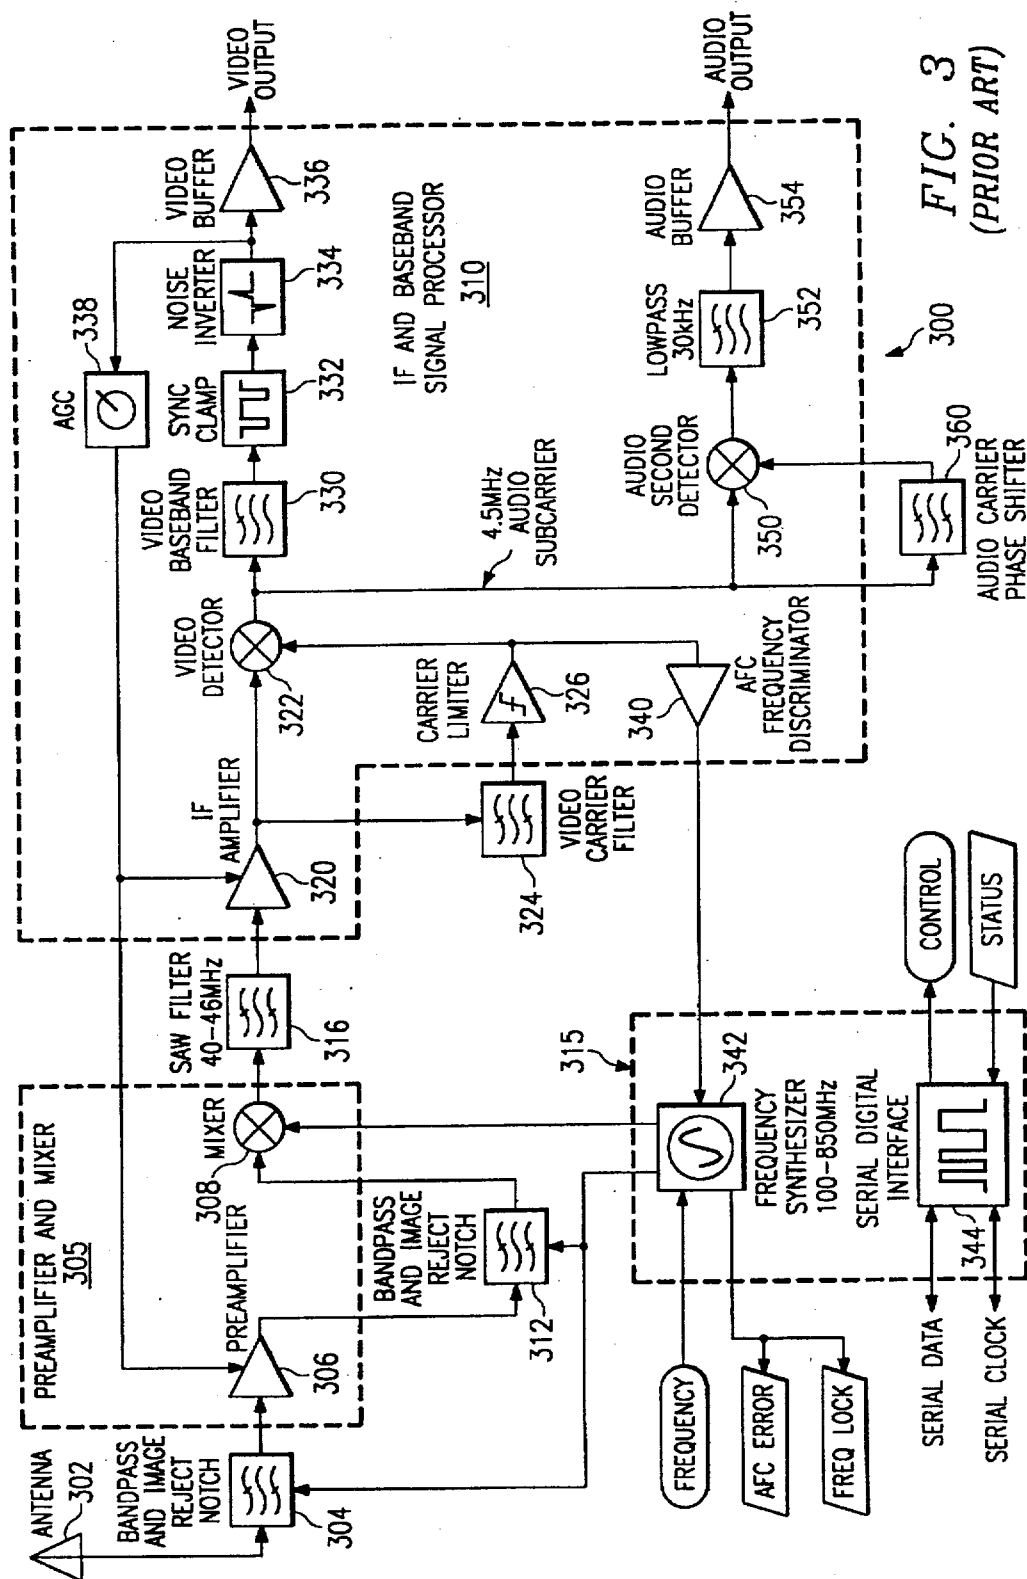 ANTENNA
302
BANDPASS
AND IMAGE
REJECT
NOTCH
304
PREAMPLIFIER AND MIXER
305
PREAMPLIFIER
306
MIXER
308
BANDPASS
AND IMAGE
REJECT
NOTCH
312
SAW FILTER
40-46MHz
316
IF
AMPLIFIER
320
VIDEO
DETECTOR
322
324
VIDEO
CARRIER
FILTER
CARRIER
LIMITER
326
AGC
338
VIDEO
BASEBAND
FILTER
330
SYNC
CLAMP
332
NOISE
INVERTER
334
VIDEO
BUFFER
336
VIDEO
OUTPUT
IF AND BASEBAND
SIGNAL PROCESSOR
310
4.5MHz
AUDIO
SUBCARRIER
340
AFC
FREQUENCY
DISCRIMINATOR
AUDIO
SECOND
DETECTOR
350
LOWPASS
30kHz
352
AUDIO
BUFFER
354
AUDIO
OUTPUT
360
AUDIO CARRIER
PHASE SHIFTER
300
315
342
FREQUENCY
SYNTHESIZER
100-850MHz
FREQUENCY
AFC ERROR
FREQ LOCK
SERIAL DIGITAL
INTERFACE
344
CONTROL
STATUS
SERIAL DATA
SERIAL CLOCK
FIG. 3
(PRIOR ART)